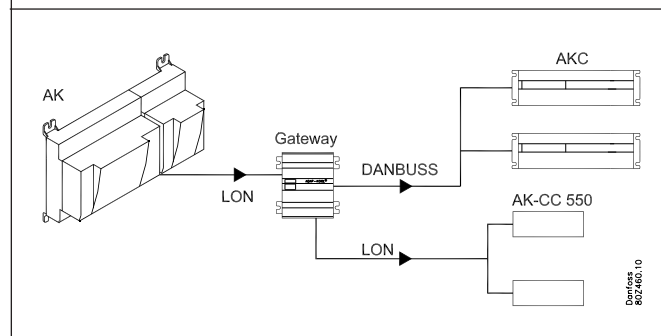 AKC
AK
Gateway
DANBUSS
LON
AK-CC 550
LON
Danfoss
80Z460.10